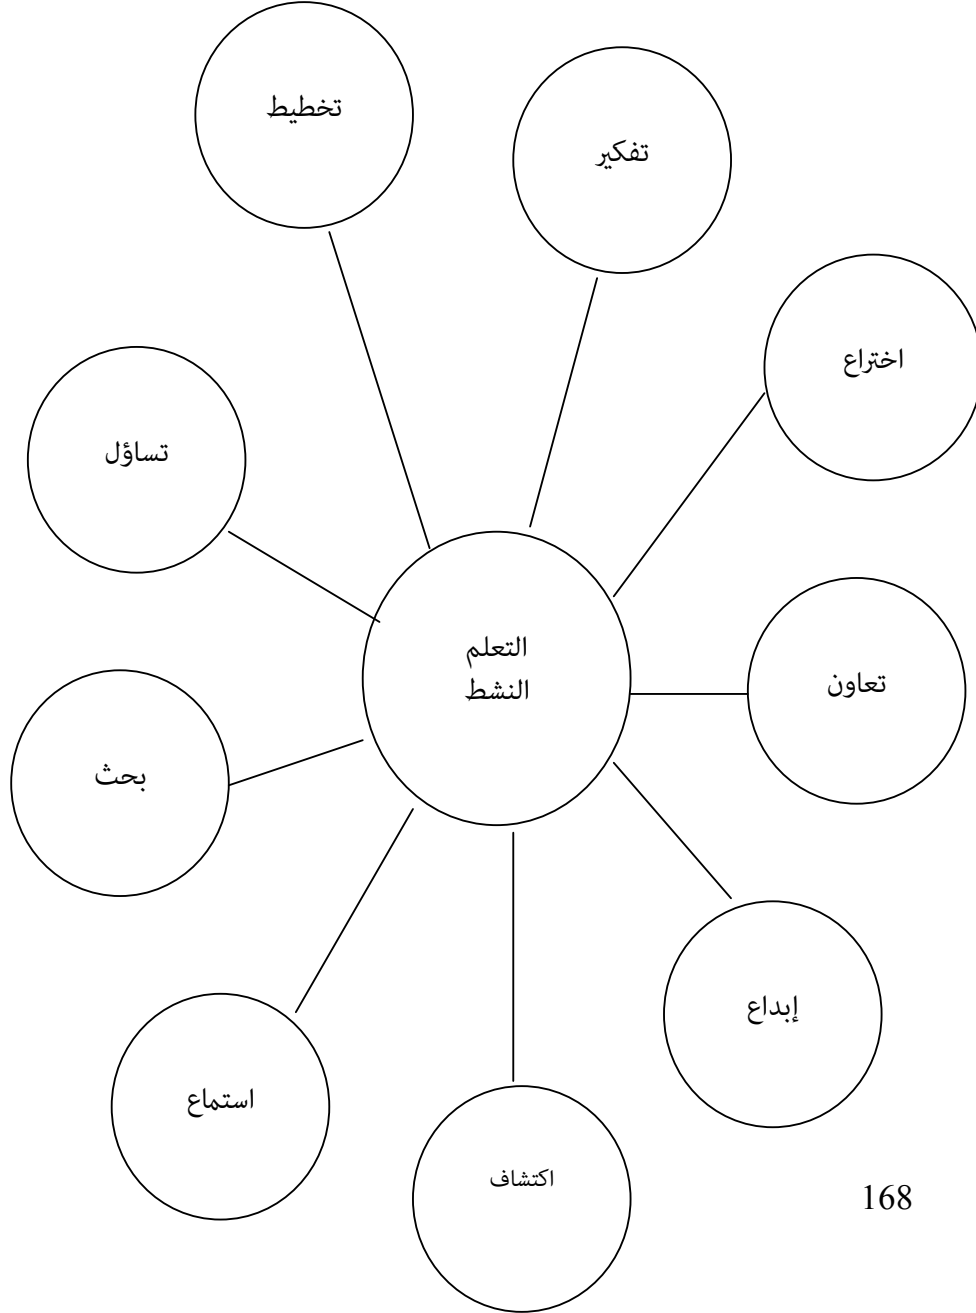 تخطيط
تفكير
اختراع
تساؤل
التعلم
النشط
تعاون
بحث
إبداع
استماع
اكتشاف
168